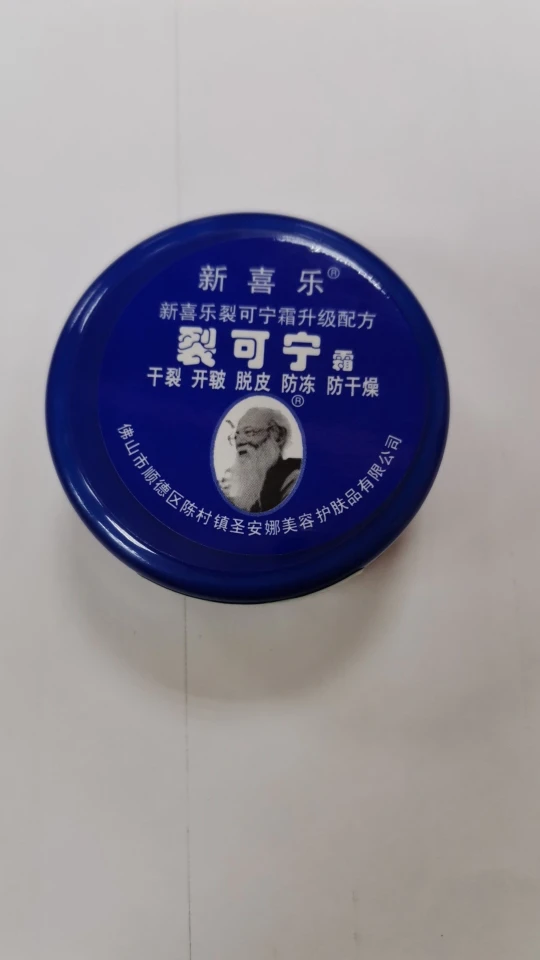 新喜乐®
新喜乐裂可宁霜升级配方
裂可宁霜
干裂 开皲 脱皮 防冻 防干燥
®
佛山市顺德区陈村镇圣安娜美容护肤品有限公司